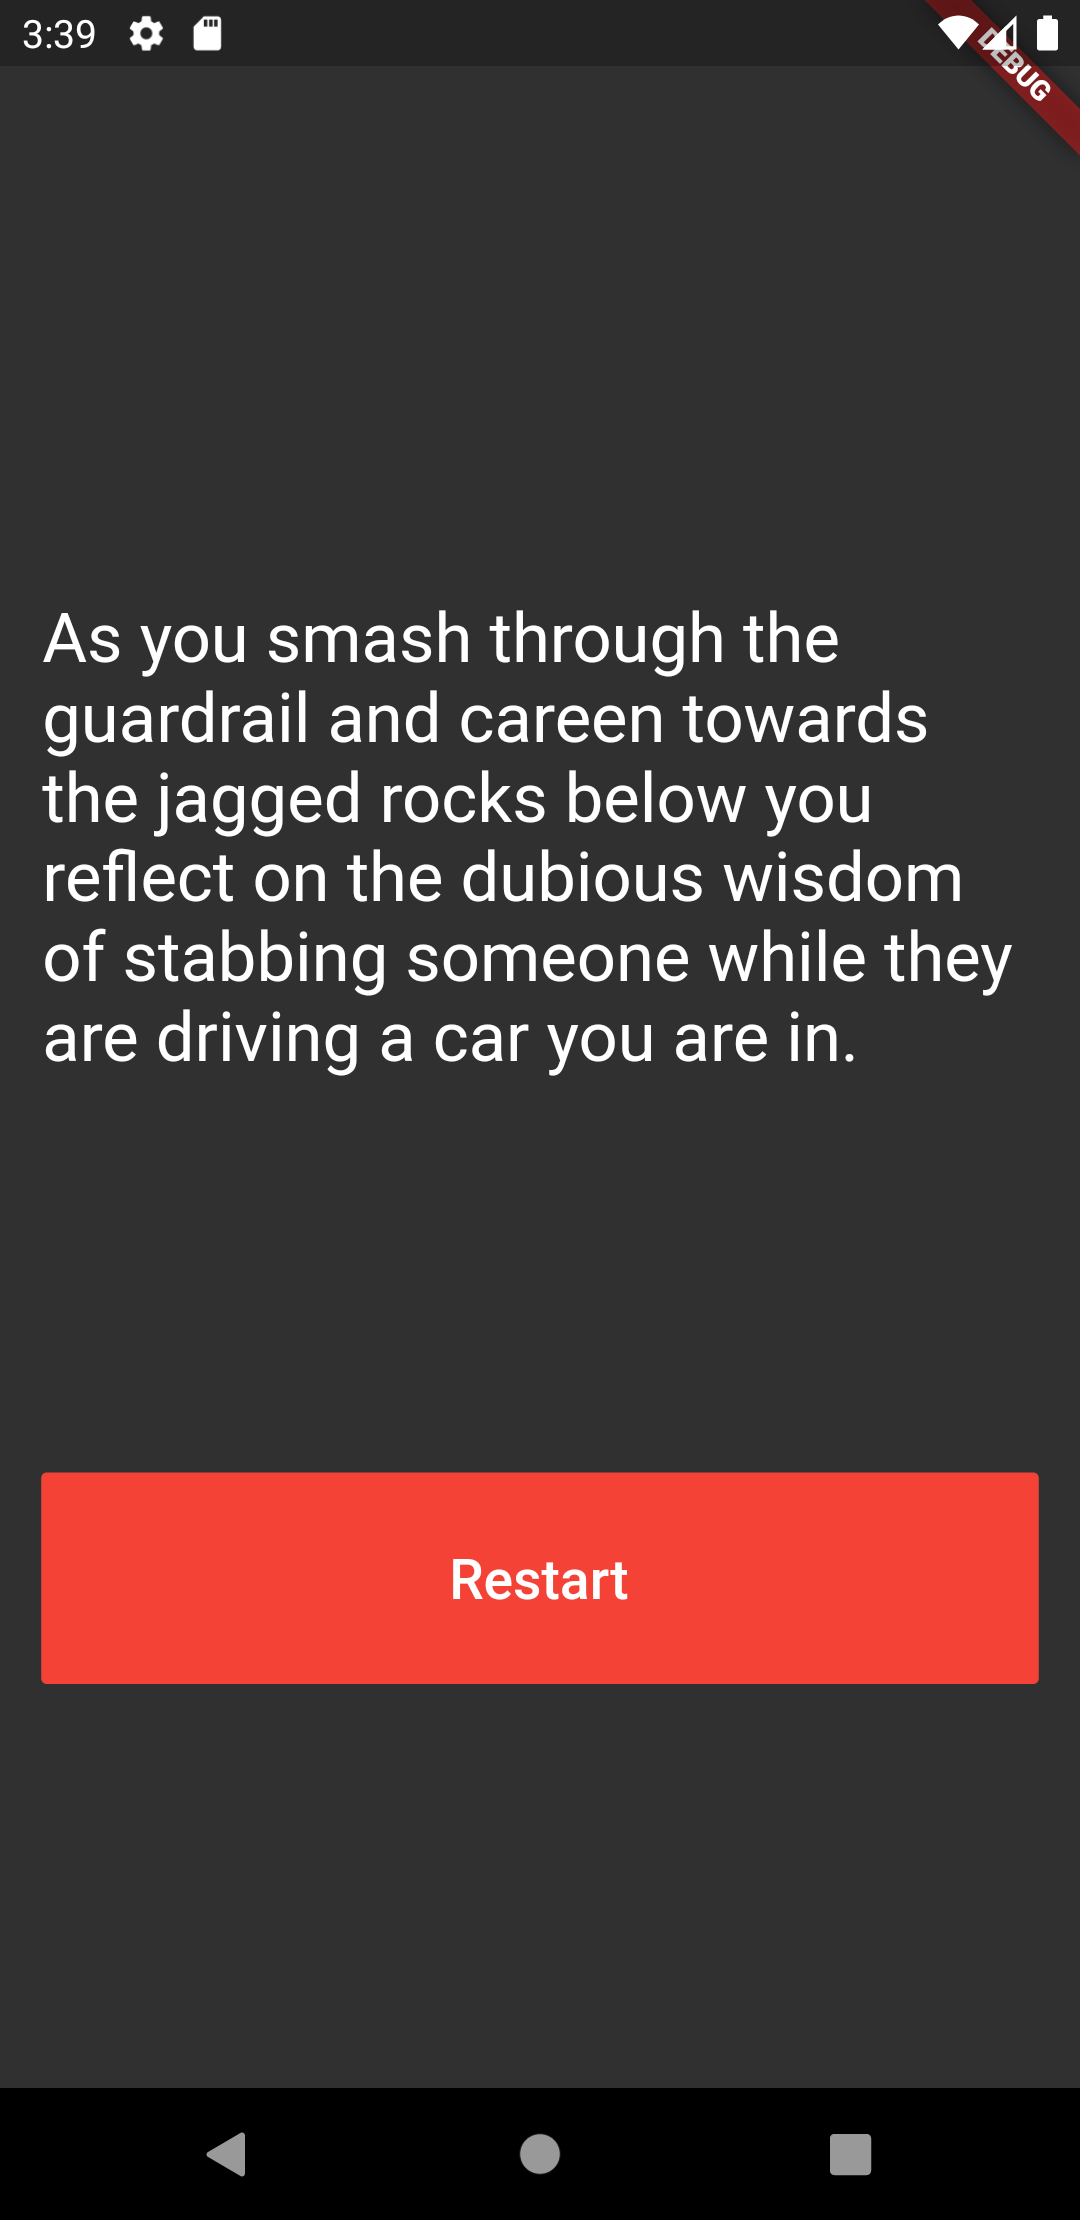 3:39
DEBUG
As you smash through the
guardrail and careen towards
the jagged rocks below you
reflect on the dubious wisdom
of stabbing someone while they
are driving a car you are in.
Restart